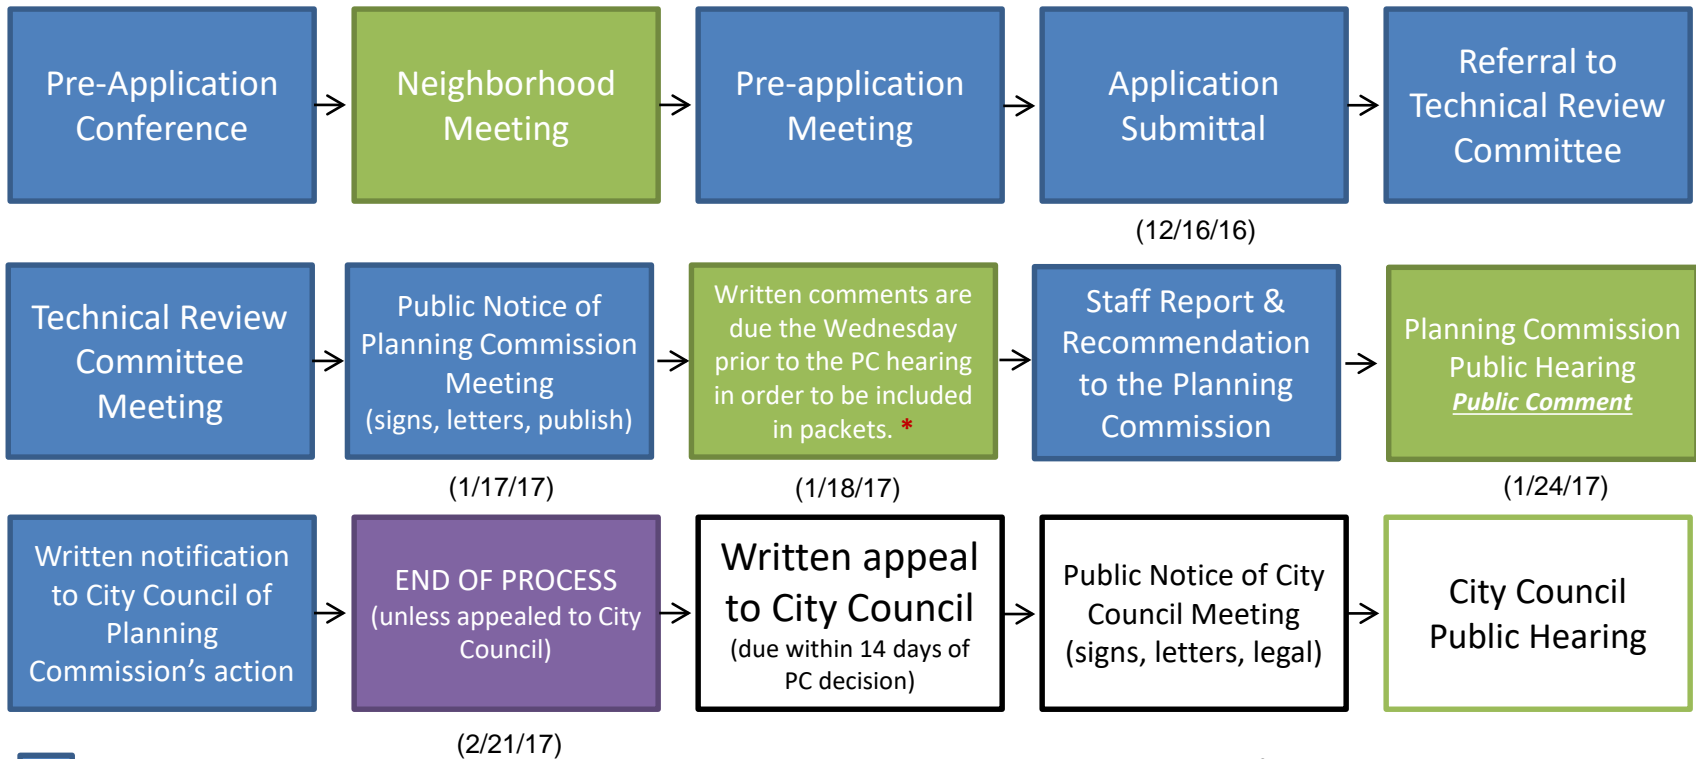 Pre-Application
Conference
Neighborhood
Meeting
Pre-application
Meeting
Application
Submittal
Referral to
Technical Review
Committee
(12/16/16)
Technical Review
Committee
Meeting
Public Notice of
Planning Commission
Meeting
(signs, letters, publish)
Written comments are
due the Wednesday
prior to the PC hearing
in order to be included
in packets. *
Staff Report &
Recommendation
to the Planning
Commission
Planning Commission
Public Hearing
Public Comment
(1/17/17)
(1/18/17)
(1/24/17)
Written notification
to City Council of
Planning
Commission’s action
END OF PROCESS
(unless appealed to City
Council)
Written appeal
to City Council
(due within 14 days of
PC decision)
Public Notice of City
Council Meeting
(signs, letters, legal)
City Council
Public Hearing
(2/21/17)